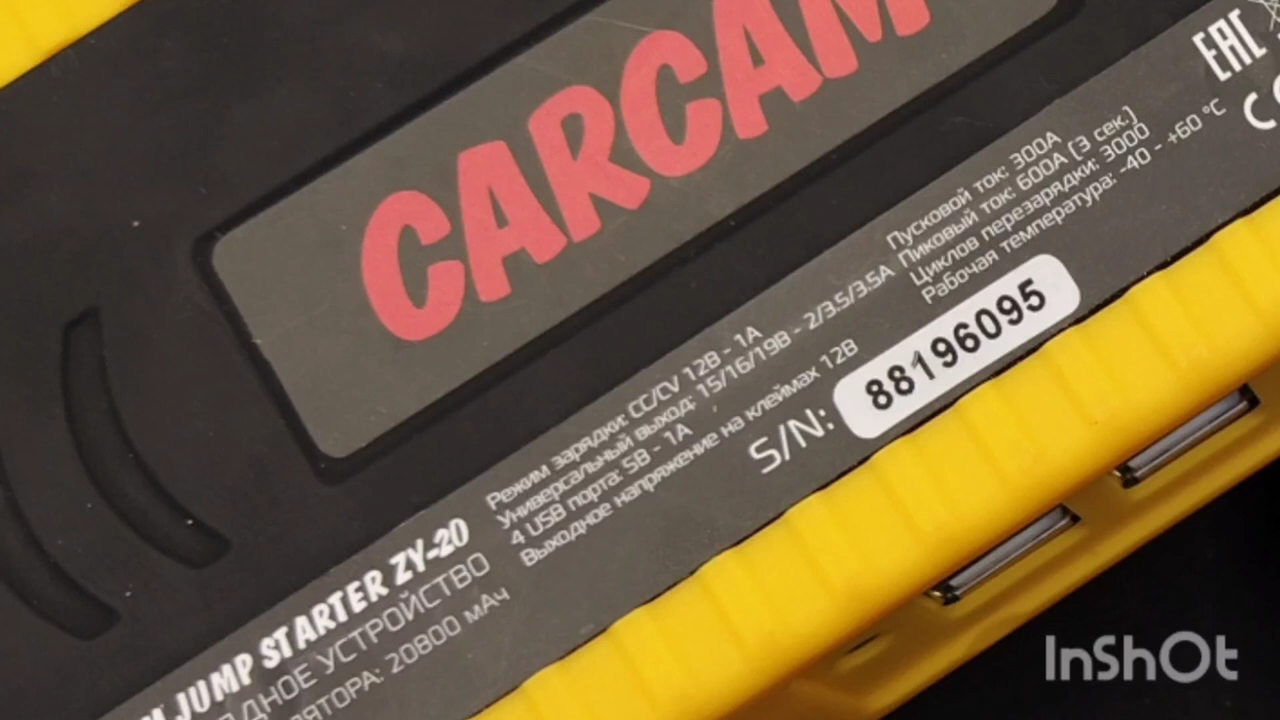 CARCAM
JUMP STARTER ZY-20
УСТРОЙСТВО
20800 мАч
Режим зарядки: CC/CV 12В - 1А
Универсальный выход: 15/16/19В - 2/3.5/3.5А
4 USB порта: 5В - 1А
Выходное напряжение на клеймах 12В
Пусковой ток: 300А
Пиковый ток: 600А (3 сек.)
Циклов перезарядки: 3000
Рабочая температура: -40 - +60 °C
S/N: 88196095
EAC
InShOt